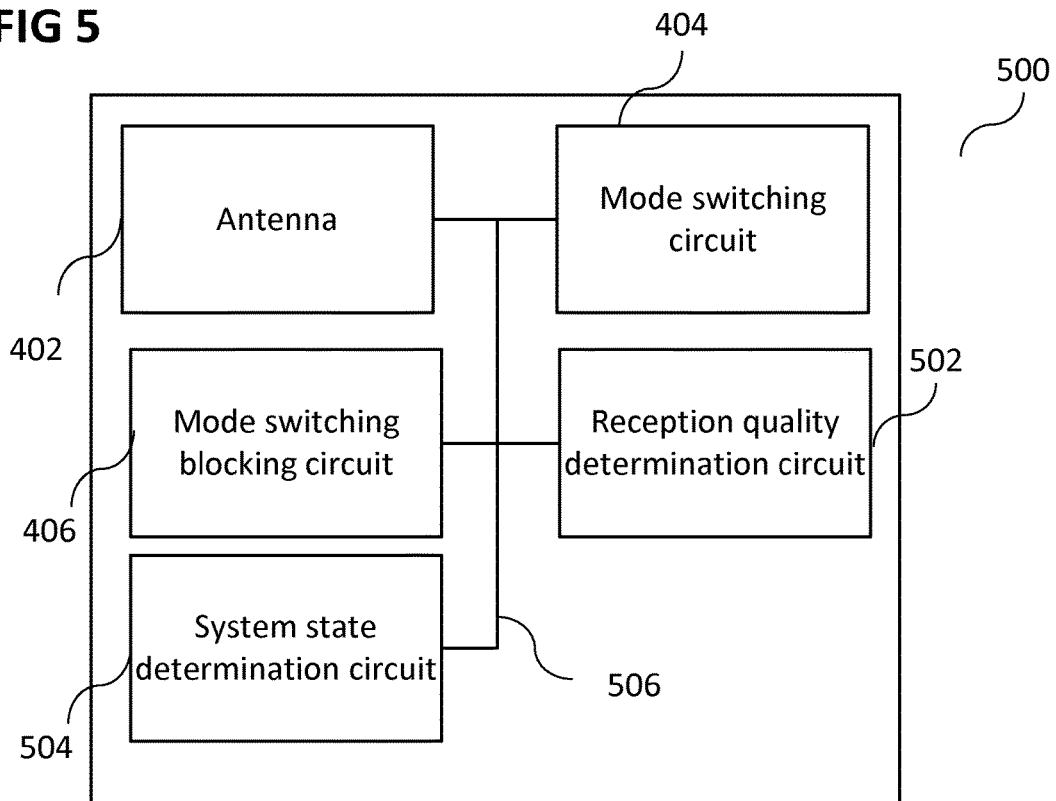 FIG 5
404
500
Antenna
Mode switching
circuit
402
502
Mode switching
blocking circuit
Reception quality
determination circuit
406
System state
determination circuit
506
504